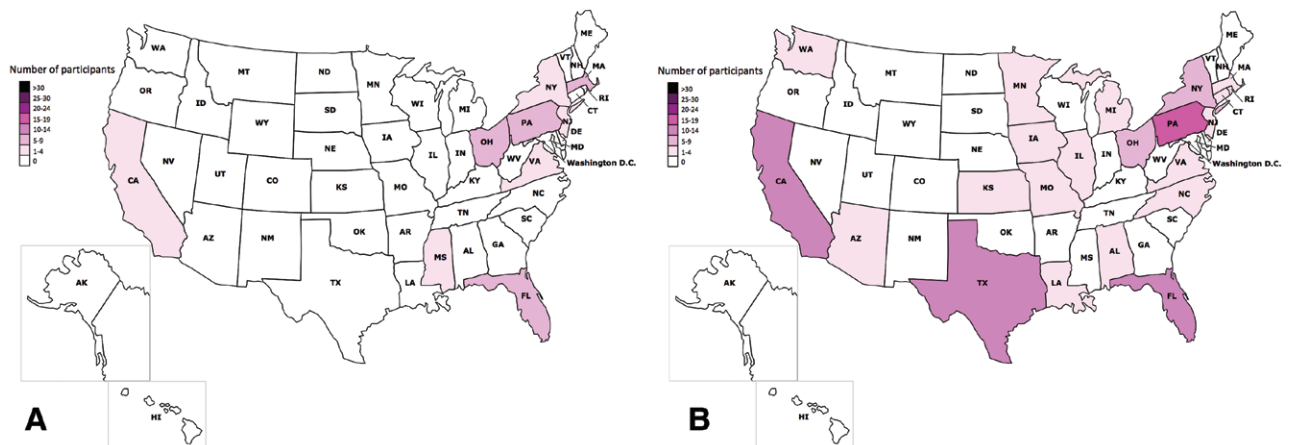 Number of participants
>30
25-30
20-24
15-19
10-14
5-9
1-4
0
WA
OR
CA
ID
NV
AZ
MT
WY
UT
CO
NM
ND
SD
NE
KS
OK
TX
MN
IA
MO
AR
LA
WI
IL
MI
IN
OH
KY
TN
MS
AL
GA
FL
SC
NC
VA
WV
PA
NY
VT
NH
ME
MA
RI
CT
NJ
DE
MD
Washington D.C.
AK
HI
A
Number of participants
>30
25-30
20-24
15-19
10-14
5-9
1-4
0
WA
OR
CA
ID
NV
AZ
MT
WY
UT
CO
NM
ND
SD
NE
KS
OK
TX
MN
IA
MO
AR
LA
WI
IL
MI
IN
OH
KY
TN
MS
AL
GA
FL
SC
NC
VA
WV
PA
NY
VT
NH
ME
MA
RI
CT
NJ
DE
MD
Washington D.C.
AK
HI
B